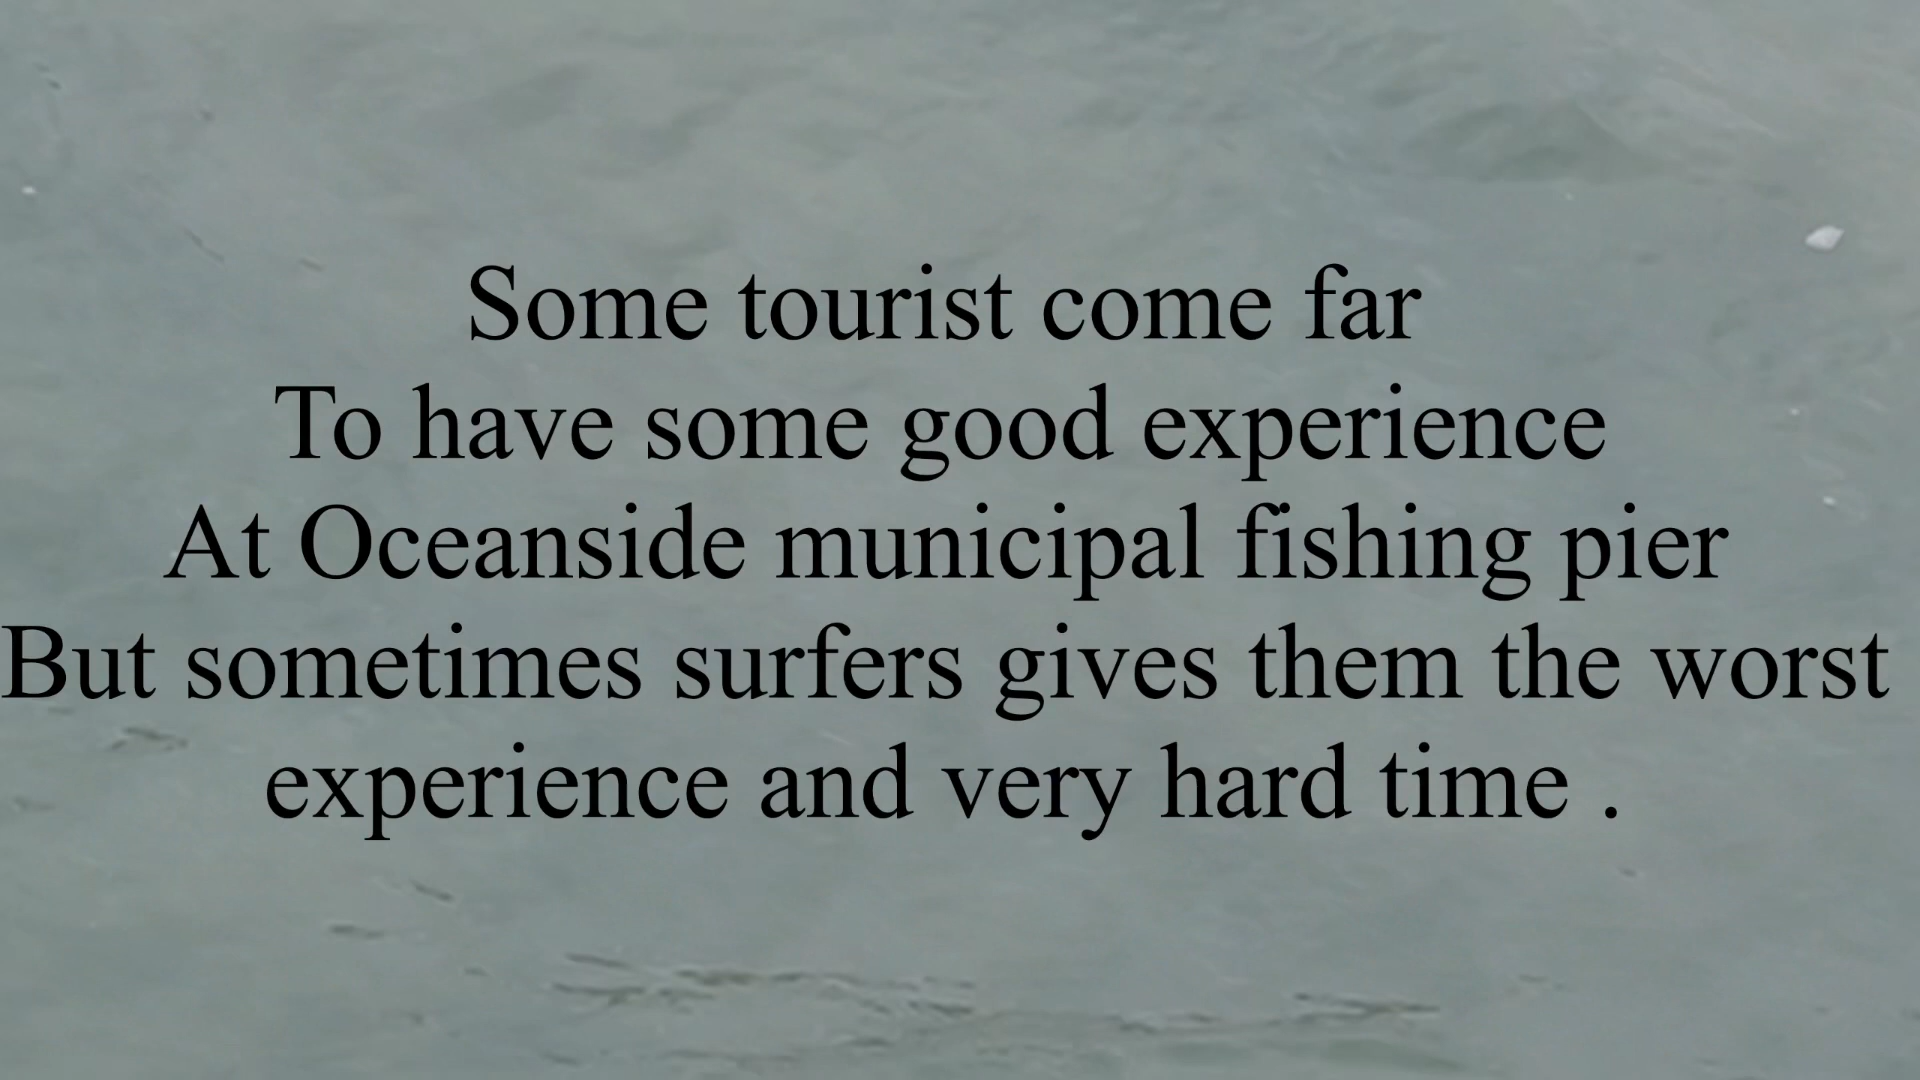 Some tourist come far
To have some good experience
At Oceanside municipal fishing pier
But sometimes surfers gives them the worst
experience and very hard time .